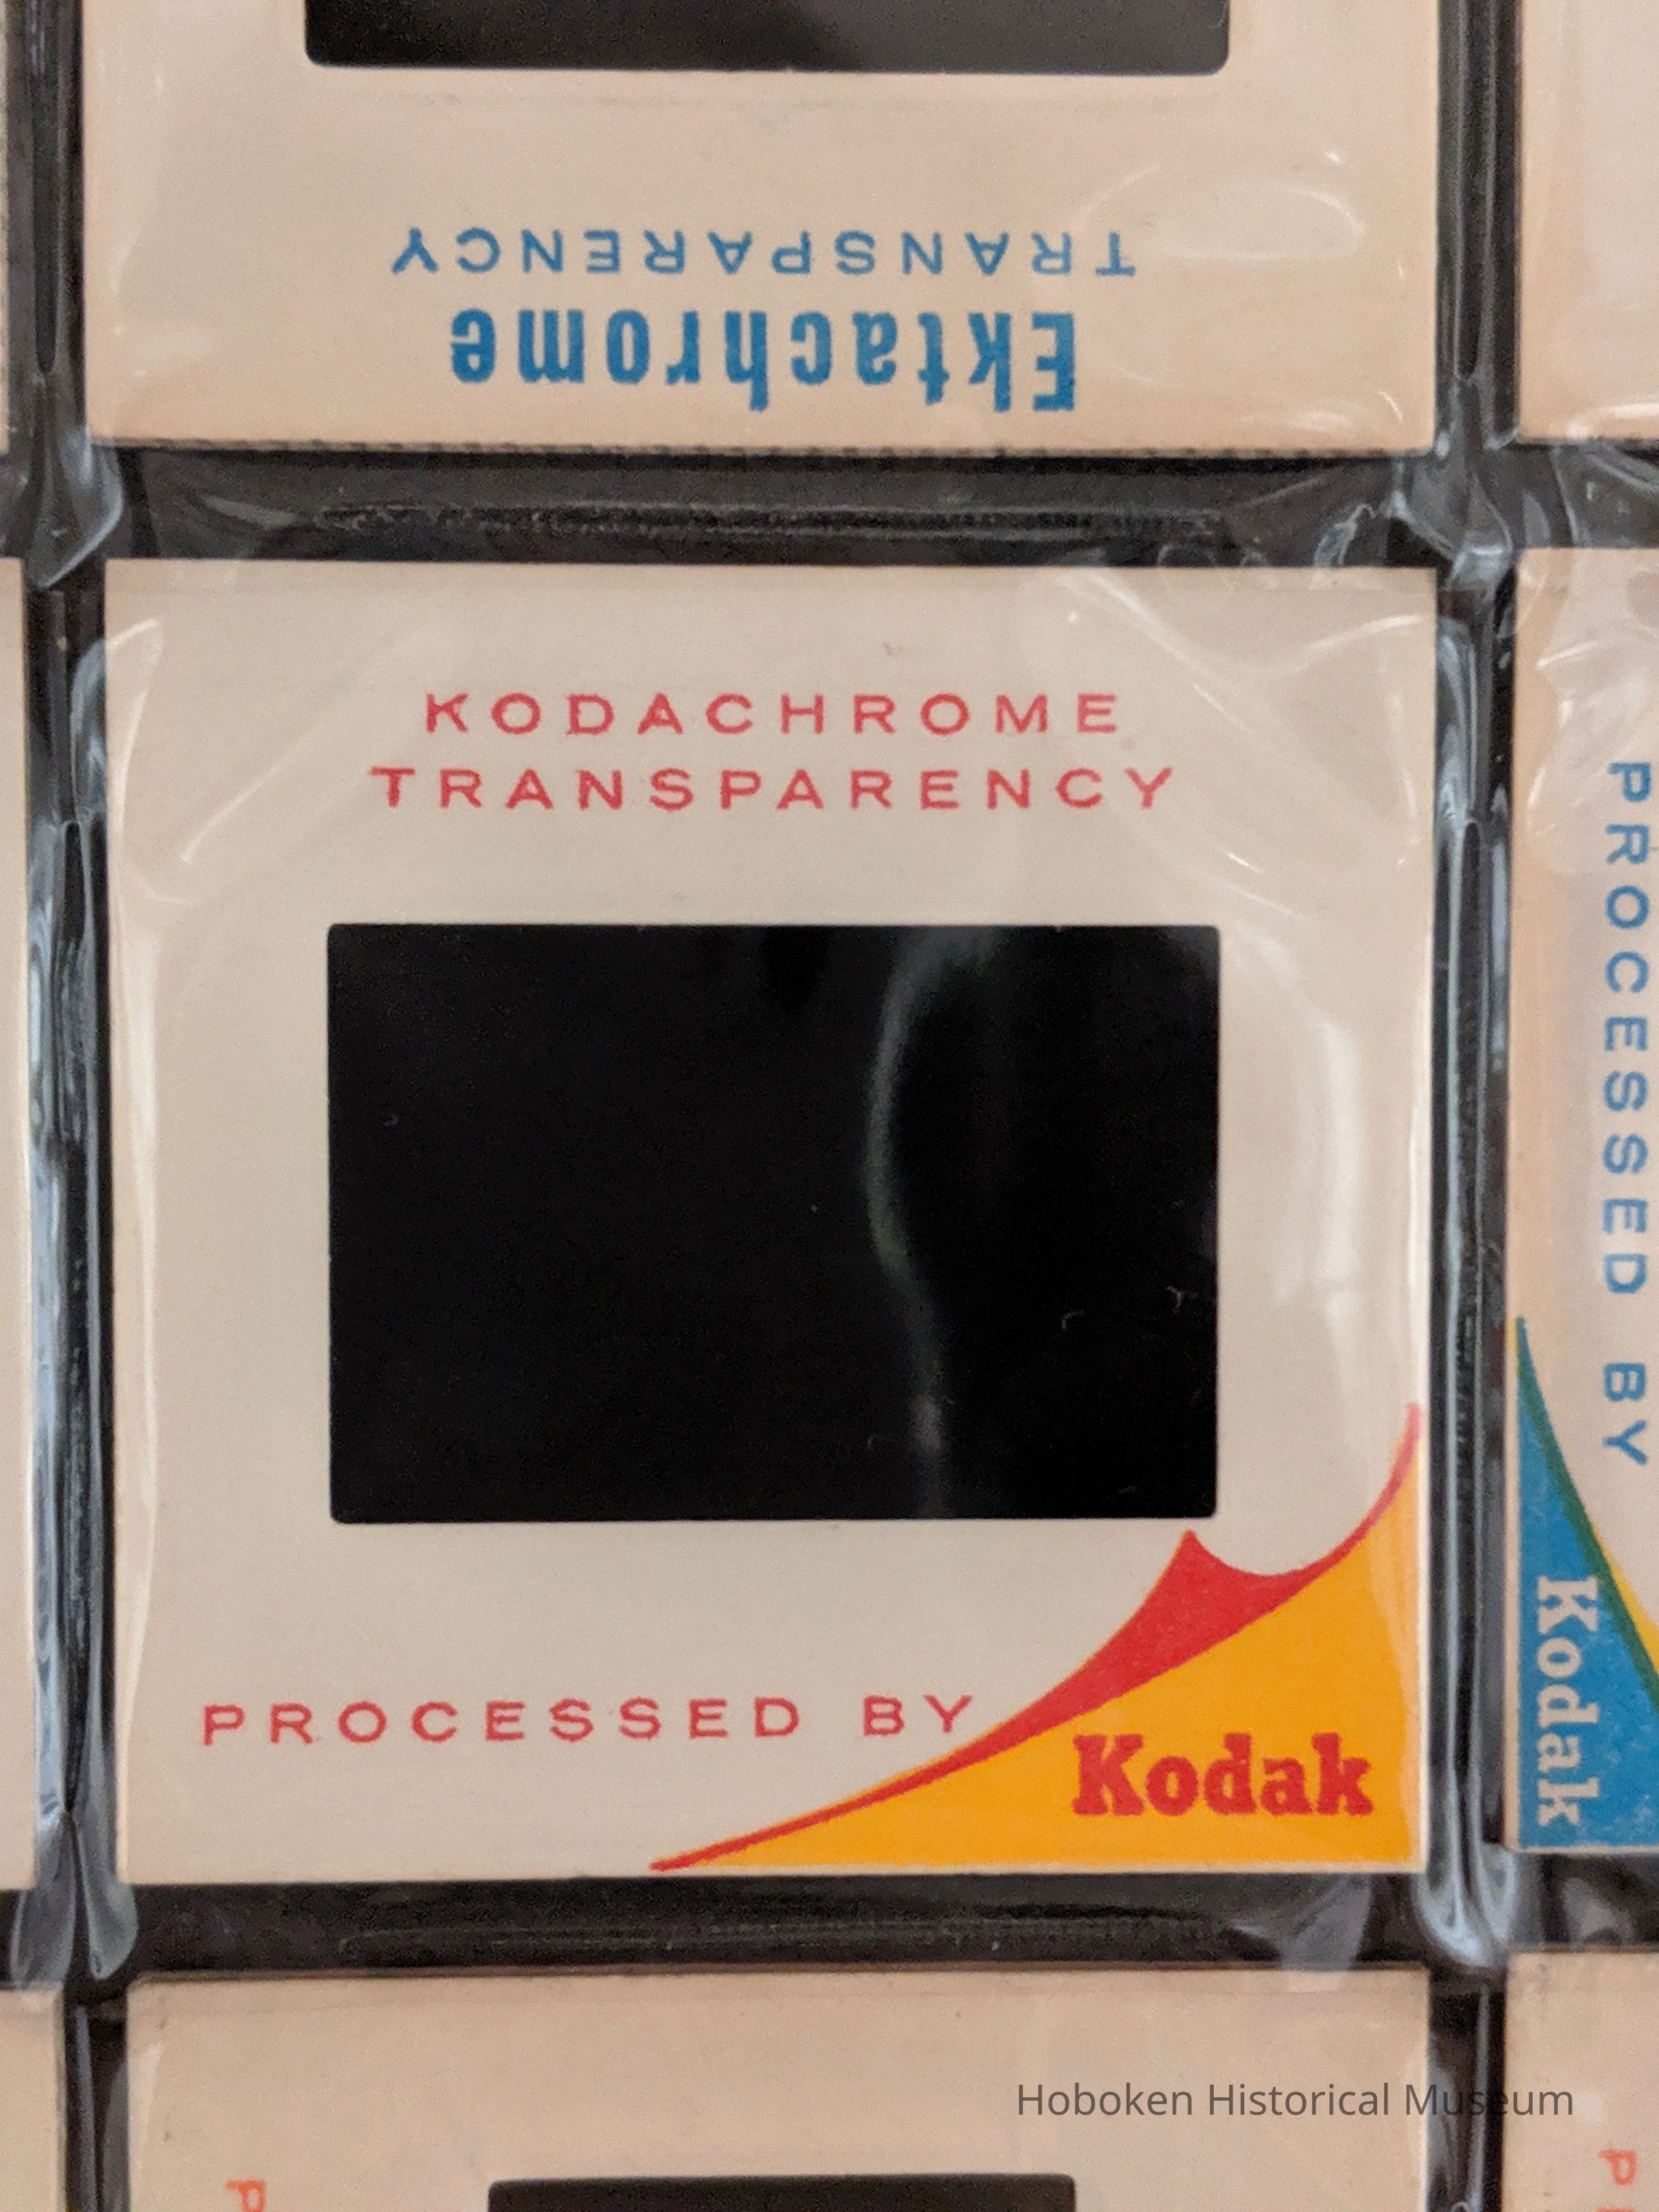 TRANSPARENCY
Ektachrome
KODACHROME
TRANSPARENCY
PROCESSED BY
Kodak
PROCESSED BY
Kodak
Hoboken Historical Museum
P
P